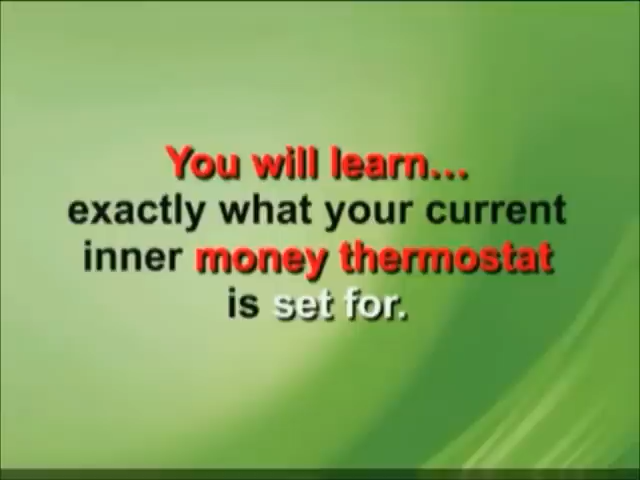 You will learn...
exactly what your current
inner money thermostat
is set for.